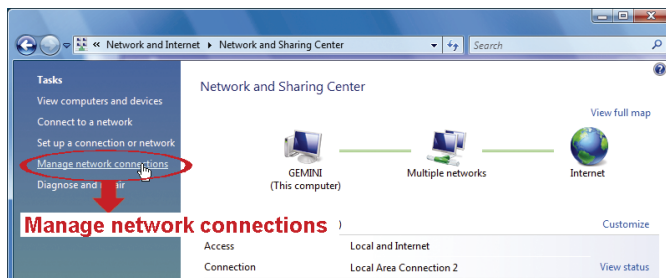 « Network and Internet ▸ Network and Sharing Center
Search
Tasks
View computers and devices
Connect to a network
Set up a connection or network
Manage network connections
Diagnose and
Network and Sharing Center
View full map
GEMINI
(This computer)
Multiple networks
Internet
Manage network connections
)
Customize
Access
Local and Internet
Connection
Local Area Connection 2
View status